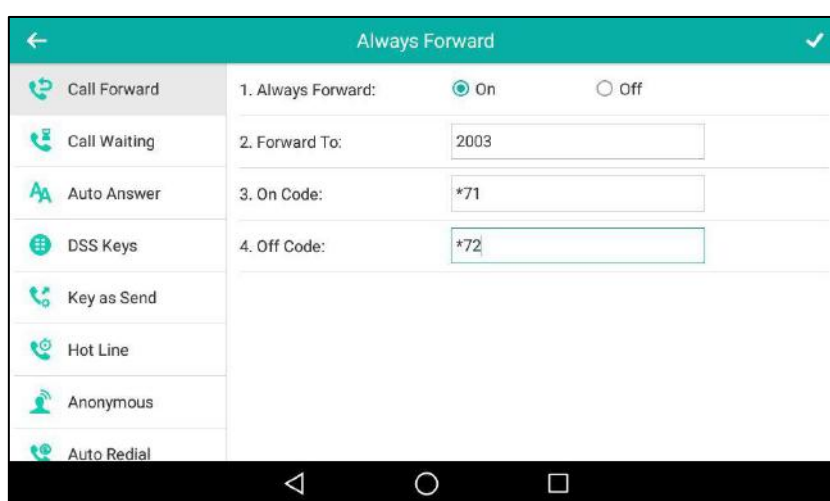 Always Forward
Call Forward
Call Waiting
Auto Answer
DSS Keys
Key as Send
Hot Line
Anonymous
Auto Redial
1. Always Forward: On Off
2. Forward To: 2003
3. On Code: *71
4. Off Code: *72